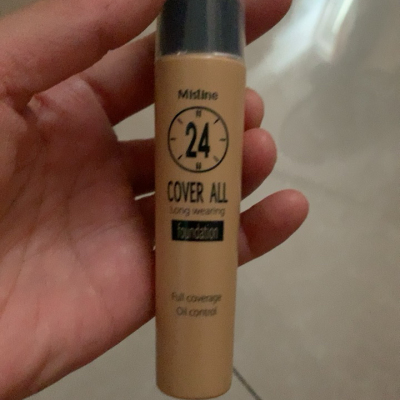 Mistine
24
COVER ALL
Long wearing
foundation
Full coverage
Oil control